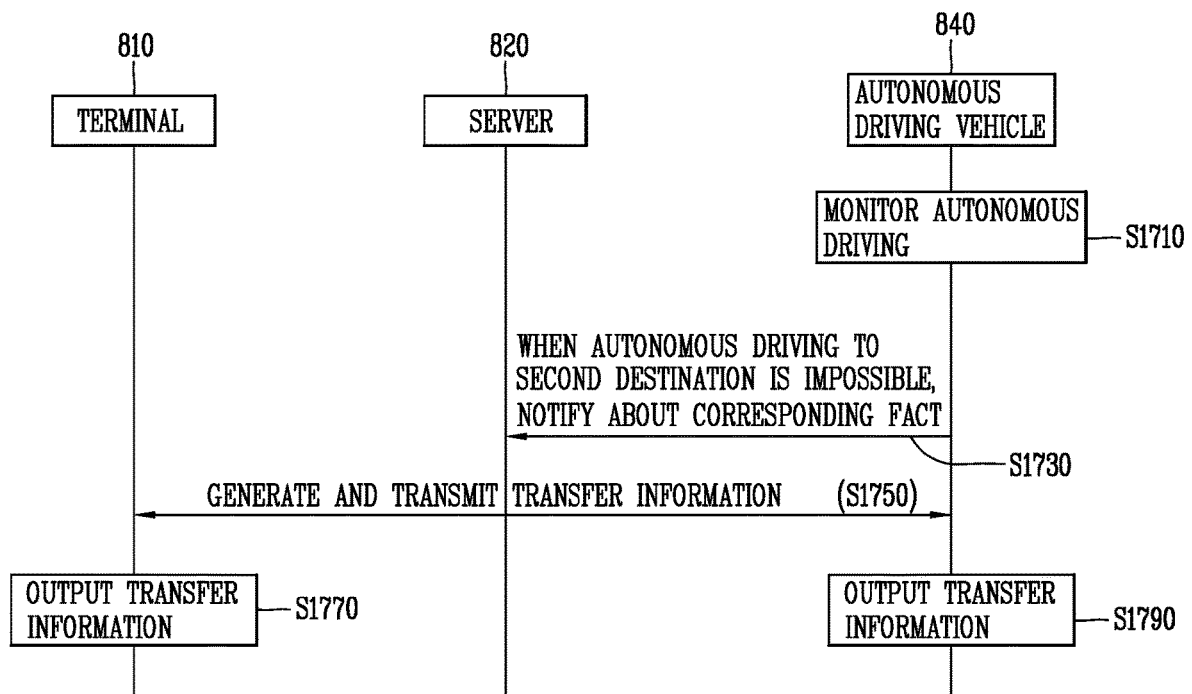 810
820
840
TERMINAL
SERVER
AUTONOMOUS
DRIVING VEHICLE
MONITOR AUTONOMOUS
DRIVING
S1710
WHEN AUTONOMOUS DRIVING TO
SECOND DESTINATION IS IMPOSSIBLE,
NOTIFY ABOUT CORRESPONDING FACT
S1730
GENERATE AND TRANSMIT TRANSFER INFORMATION (S1750)
OUTPUT TRANSFER
INFORMATION
S1770
OUTPUT TRANSFER
INFORMATION
S1790